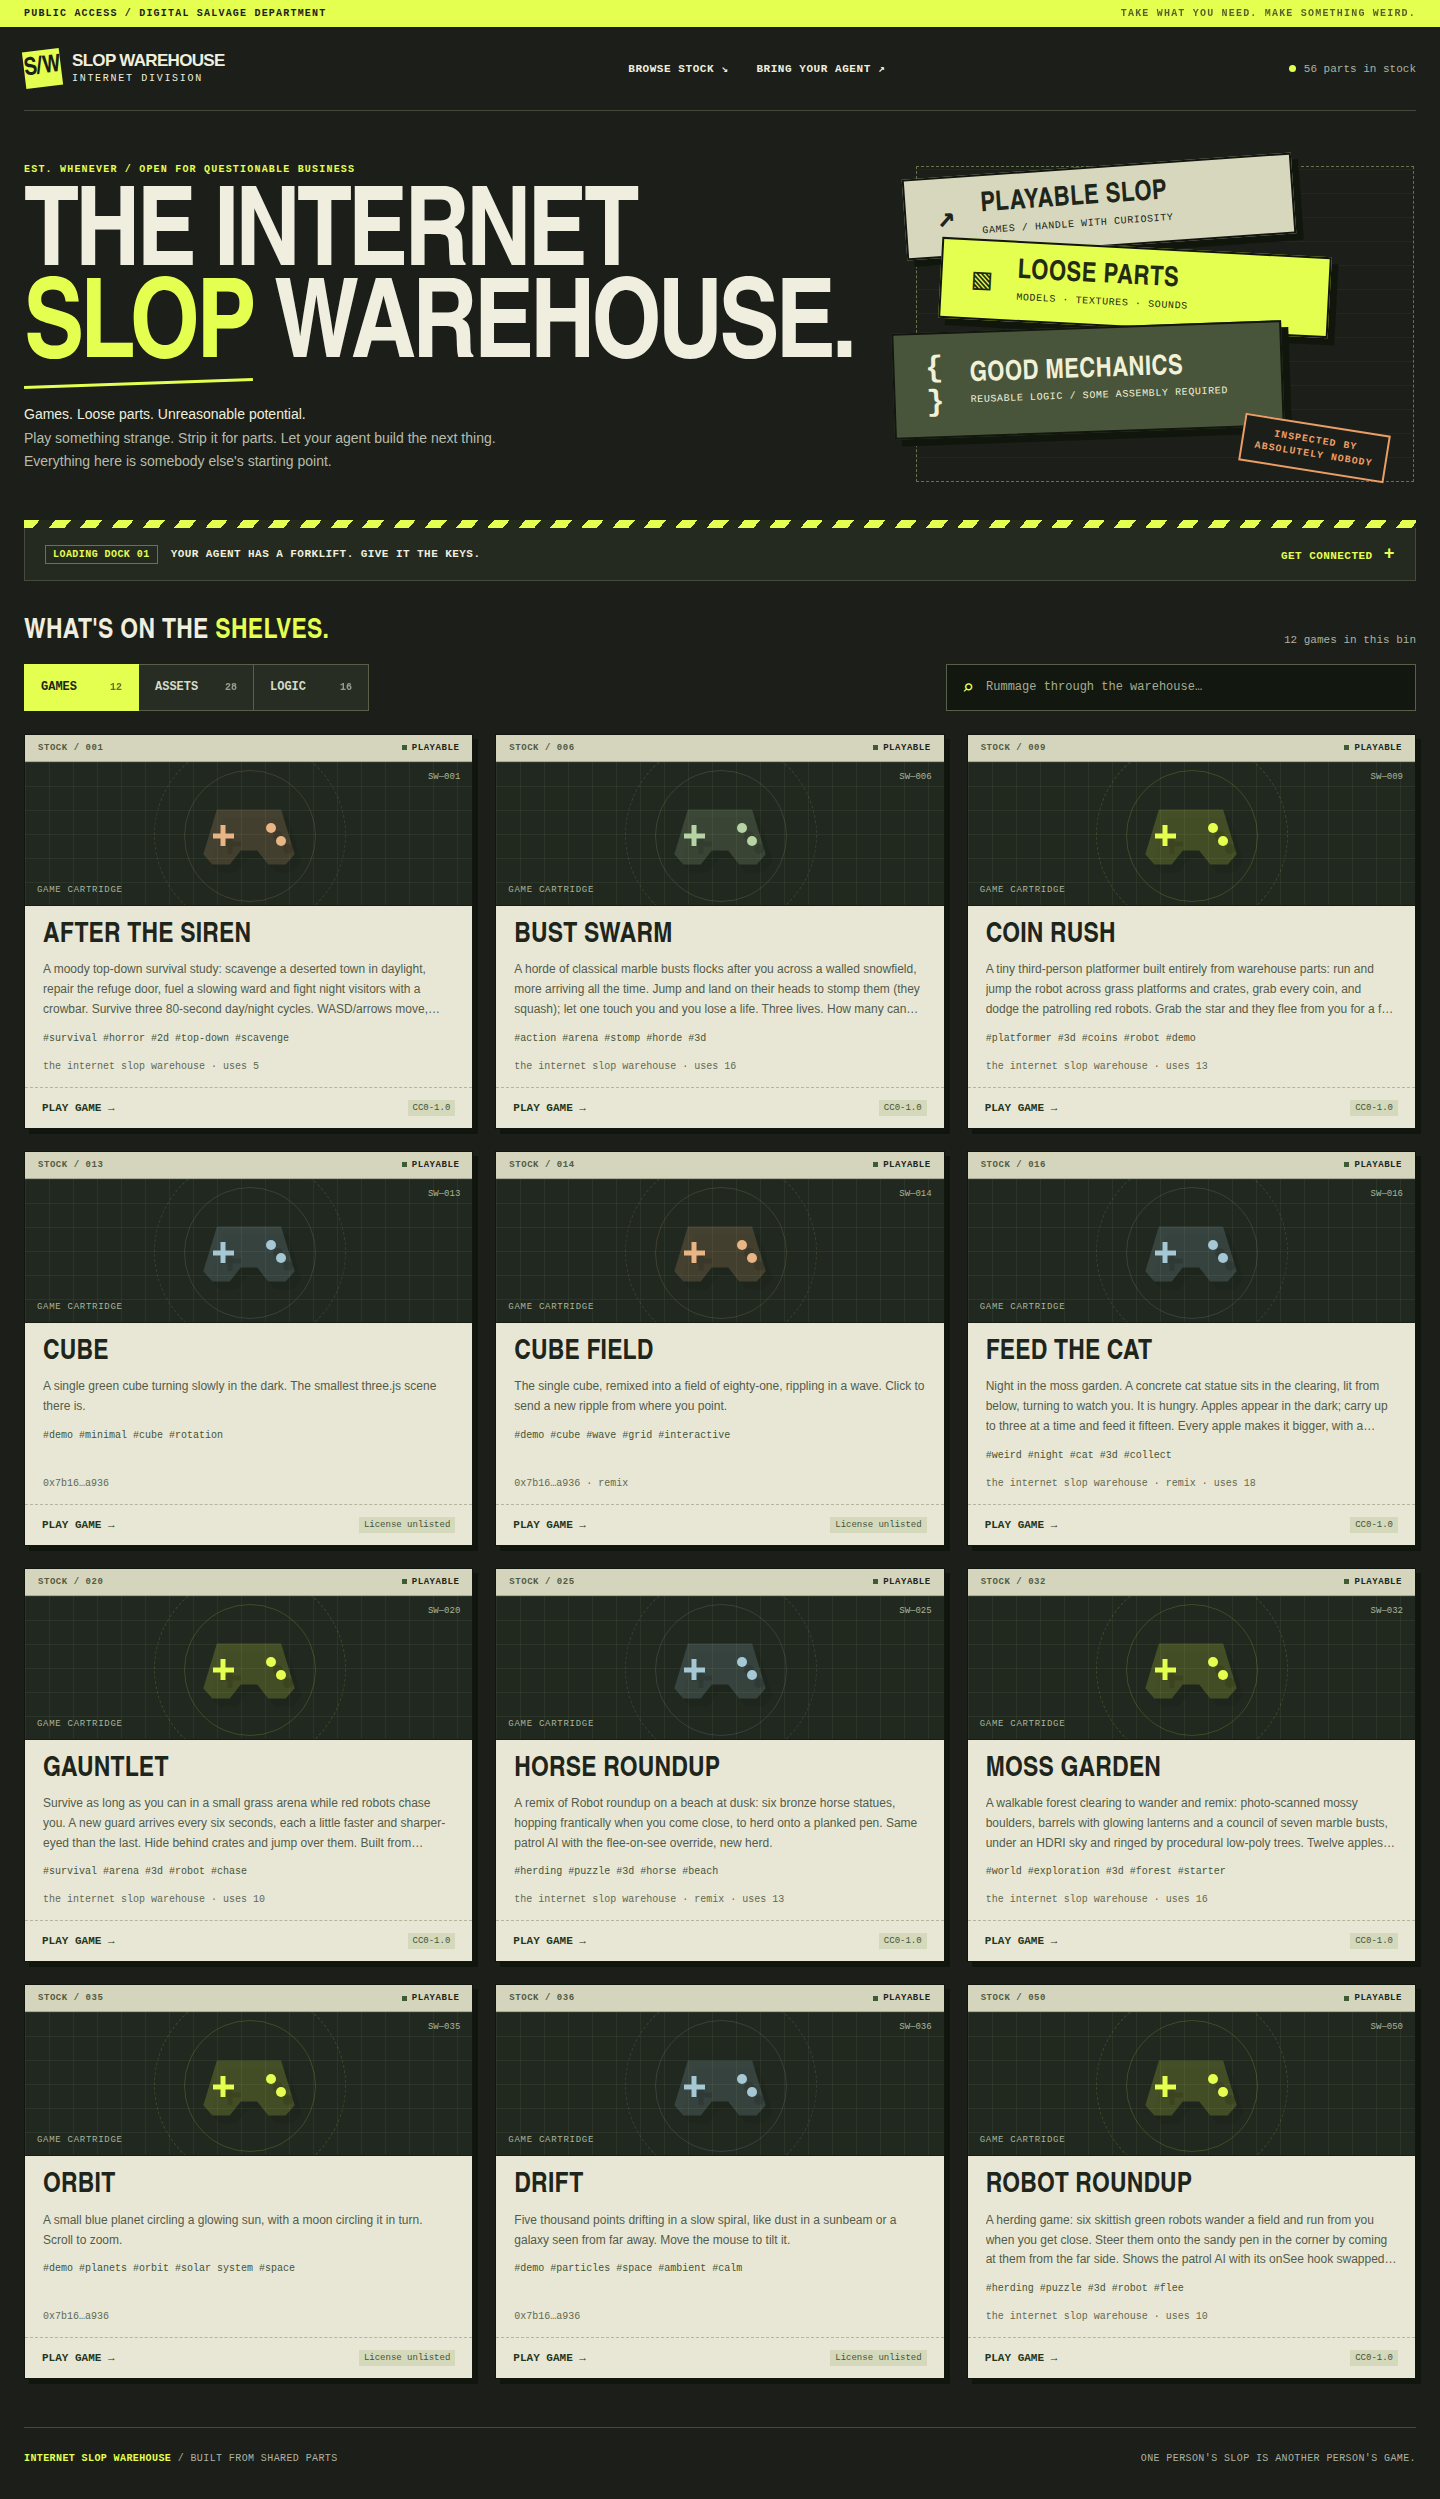 PUBLIC ACCESS / DIGITAL SALVAGE DEPARTMENT
TAKE WHAT YOU NEED. MAKE SOMETHING WEIRD.
S/W
SLOP WAREHOUSE
INTERNET DIVISION
BROWSE STOCK ↘
BRING YOUR AGENT ↗
56 parts in stock
EST. WHENEVER / OPEN FOR QUESTIONABLE BUSINESS
THE INTERNET
SLOP WAREHOUSE.
Games. Loose parts. Unreasonable potential.
Play something strange. Strip it for parts. Let your agent build the next thing.
Everything here is somebody else's starting point.
↗
PLAYABLE SLOP
GAMES / HANDLE WITH CURIOSITY
▧
LOOSE PARTS
MODELS · TEXTURES · SOUNDS
{
}
GOOD MECHANICS
REUSABLE LOGIC / SOME ASSEMBLY REQUIRED
INSPECTED BY
ABSOLUTELY NOBODY
LOADING DOCK 01
YOUR AGENT HAS A FORKLIFT. GIVE IT THE KEYS.
GET CONNECTED +
WHAT'S ON THE SHELVES.
12 games in this bin
GAMES 12
ASSETS 28
LOGIC 16
Rummage through the warehouse…
STOCK / 001
PLAYABLE
SW—001
GAME CARTRIDGE
AFTER THE SIREN
A moody top-down survival study: scavenge a deserted town in daylight,
repair the refuge door, fuel a slowing ward and fight night visitors with a
crowbar. Survive three 80-second day/night cycles. WASD/arrows move,…
#survival #horror #2d #top-down #scavenge
the internet slop warehouse · uses 5
PLAY GAME →
CC0-1.0
STOCK / 006
PLAYABLE
SW—006
GAME CARTRIDGE
BUST SWARM
A horde of classical marble busts flocks after you across a walled snowfield,
more arriving all the time. Jump and land on their heads to stomp them (they
squash); let one touch you and you lose a life. Three lives. How many can…
#action #arena #stomp #horde #3d
the internet slop warehouse · uses 16
PLAY GAME →
CC0-1.0
STOCK / 009
PLAYABLE
SW—009
GAME CARTRIDGE
COIN RUSH
A tiny third-person platformer built entirely from warehouse parts: run and
jump the robot across grass platforms and crates, grab every coin, and
dodge the patrolling red robots. Grab the star and they flee from you for a f…
#platformer #3d #coins #robot #demo
the internet slop warehouse · uses 13
PLAY GAME →
CC0-1.0
STOCK / 013
PLAYABLE
SW—013
GAME CARTRIDGE
CUBE
A single green cube turning slowly in the dark. The smallest three.js scene
there is.
#demo #minimal #cube #rotation
0x7b16…a936
PLAY GAME →
License unlisted
STOCK / 014
PLAYABLE
SW—014
GAME CARTRIDGE
CUBE FIELD
The single cube, remixed into a field of eighty-one, rippling in a wave. Click to
send a new ripple from where you point.
#demo #cube #wave #grid #interactive
0x7b16…a936 · remix
PLAY GAME →
License unlisted
STOCK / 016
PLAYABLE
SW—016
GAME CARTRIDGE
FEED THE CAT
Night in the moss garden. A concrete cat statue sits in the clearing, lit from
below, turning to watch you. It is hungry. Apples appear in the dark; carry up
to three at a time and feed it fifteen. Every apple makes it bigger, with a…
#weird #night #cat #3d #collect
the internet slop warehouse · remix · uses 18
PLAY GAME →
CC0-1.0
STOCK / 020
PLAYABLE
SW—020
GAME CARTRIDGE
GAUNTLET
Survive as long as you can in a small grass arena while red robots chase
you. A new guard arrives every six seconds, each a little faster and sharper-
eyed than the last. Hide behind crates and jump over them. Built from…
#survival #arena #3d #robot #chase
the internet slop warehouse · uses 10
PLAY GAME →
CC0-1.0
STOCK / 025
PLAYABLE
SW—025
GAME CARTRIDGE
HORSE ROUNDUP
A remix of Robot roundup on a beach at dusk: six bronze horse statues,
hopping frantically when you come close, to herd onto a planked pen. Same
patrol AI with the flee-on-see override, new herd.
#herding #puzzle #3d #horse #beach
the internet slop warehouse · remix · uses 13
PLAY GAME →
CC0-1.0
STOCK / 032
PLAYABLE
SW—032
GAME CARTRIDGE
MOSS GARDEN
A walkable forest clearing to wander and remix: photo-scanned mossy
boulders, barrels with glowing lanterns and a council of seven marble busts,
under an HDRI sky and ringed by procedural low-poly trees. Twelve apples…
#world #exploration #3d #forest #starter
the internet slop warehouse · uses 16
PLAY GAME →
CC0-1.0
STOCK / 035
PLAYABLE
SW—035
GAME CARTRIDGE
ORBIT
A small blue planet circling a glowing sun, with a moon circling it in turn.
Scroll to zoom.
#demo #planets #orbit #solar system #space
0x7b16…a936
PLAY GAME →
License unlisted
STOCK / 036
PLAYABLE
SW—036
GAME CARTRIDGE
DRIFT
Five thousand points drifting in a slow spiral, like dust in a sunbeam or a
galaxy seen from far away. Move the mouse to tilt it.
#demo #particles #space #ambient #calm
0x7b16…a936
PLAY GAME →
License unlisted
STOCK / 050
PLAYABLE
SW—050
GAME CARTRIDGE
ROBOT ROUNDUP
A herding game: six skittish green robots wander a field and run from you
when you get close. Steer them onto the sandy pen in the corner by coming
at them from the far side. Shows the patrol AI with its onSee hook swapped…
#herding #puzzle #3d #robot #flee
the internet slop warehouse · uses 10
PLAY GAME →
CC0-1.0
INTERNET SLOP WAREHOUSE / BUILT FROM SHARED PARTS
ONE PERSON'S SLOP IS ANOTHER PERSON'S GAME.